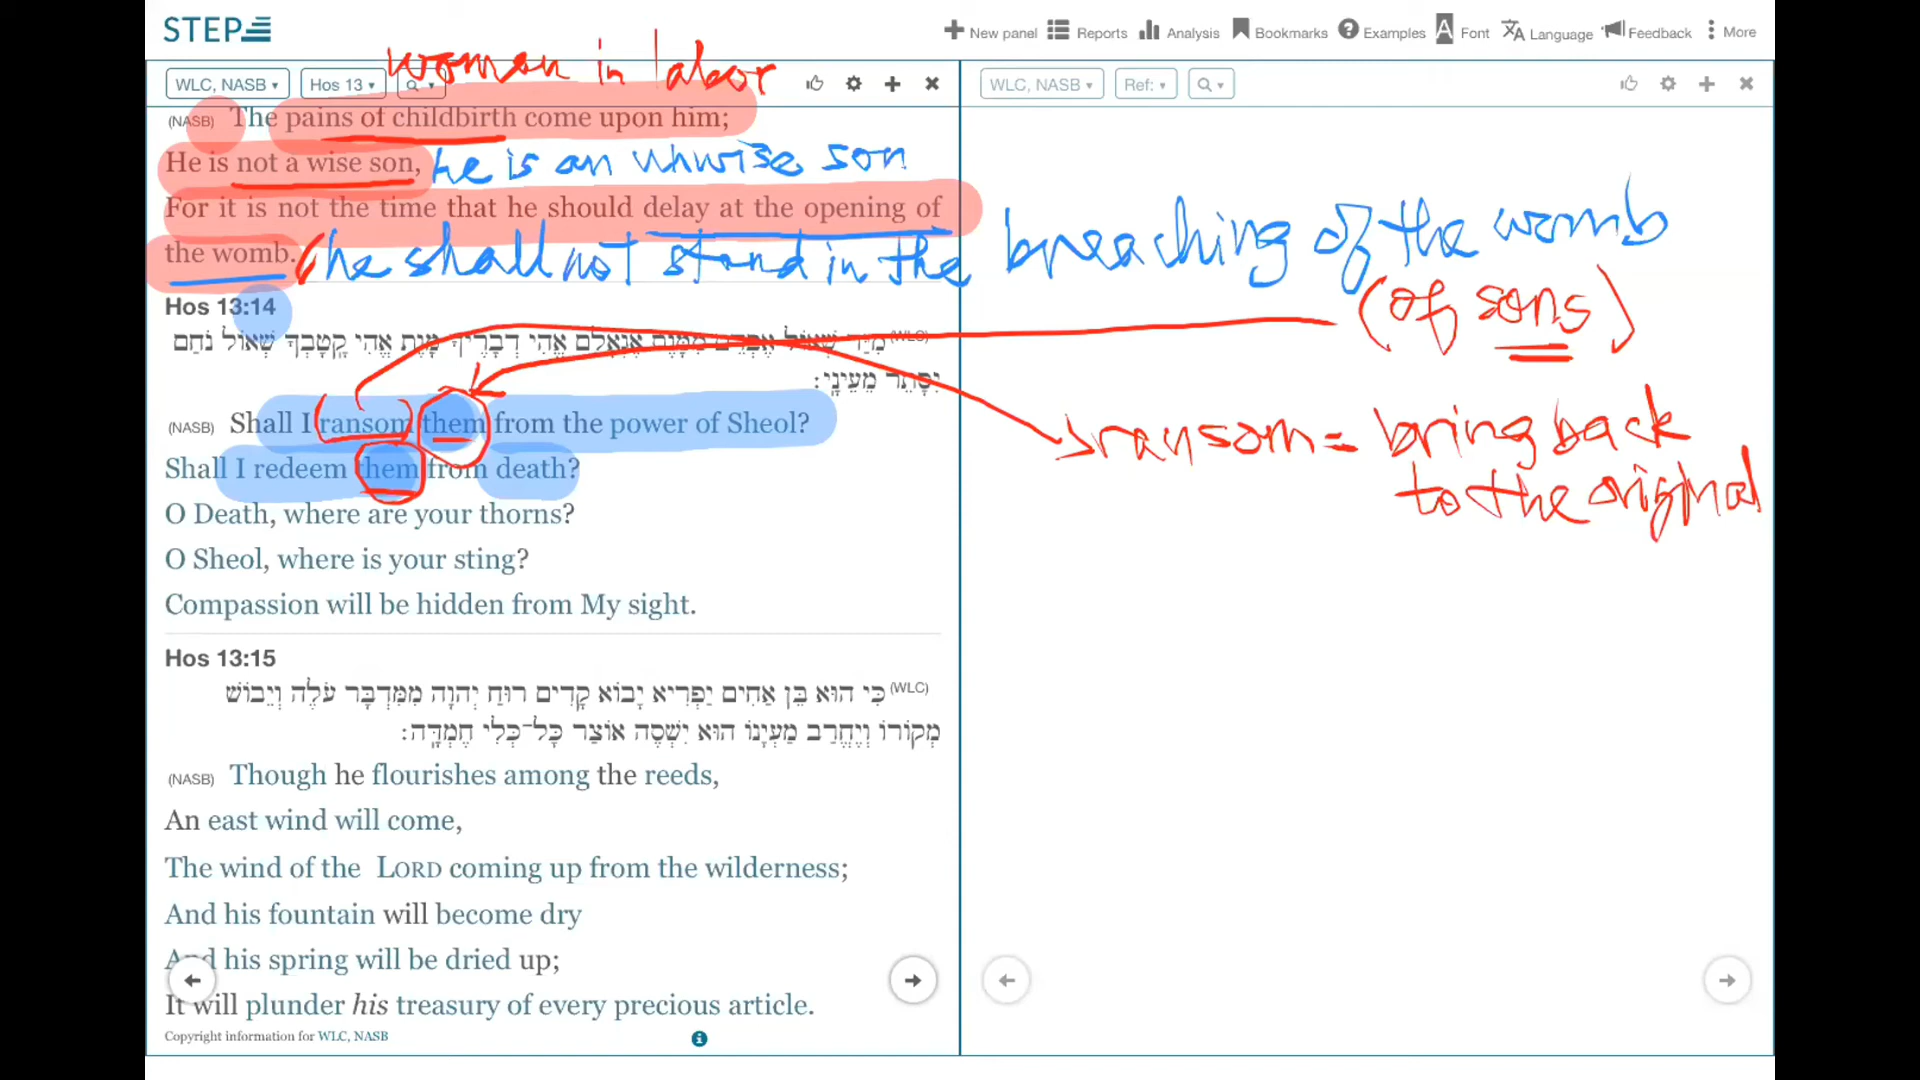 STEP
New panel Reports Analysis Bookmarks Examples A Font Language Feedback More
women in labor
WLC, NASB Hos 13
WLC, NASB Ref:
(NASB) The pains of childbirth come upon him;
He is not a wise son, he is an unwise son
For it is not the time that he should delay at the opening of
the womb. (he shall not stand in the breaching of the womb
(of sons)
Hos 13:14
(WLC) מִיַּד שְׁאוֹל אֶפְדֵּם מִמָּוֶת אֶגְאָלֵם אֱהִי דְבָרֶיךָ מָוֶת אֱהִי קָטָבְךָ שְׁאוֹל נֹחַם
יִסָּתֵר מֵעֵינָי׃
(NASB) Shall I ransom them from the power of Sheol?
ransom = bring back
to the original
Shall I redeem them from death?
O Death, where are your thorns?
O Sheol, where is your sting?
Compassion will be hidden from My sight.
Hos 13:15
(WLC) כִּי הוּא בֵּן אַחִים יַפְרִיא יָבוֹא קָדִים רוּחַ יְהוָה מִמִּדְבָּר עֹלֶה וְיֵבוֹשׁ
מְקוֹרוֹ וְיֶחֱרַב מַעְיָנוֹ הוּא יִשְׁסֶה אוֹצַר כָּל־כְּלִי חֶמְדָּה׃
(NASB) Though he flourishes among the reeds,
An east wind will come,
The wind of the LORD coming up from the wilderness;
And his fountain will become dry
And his spring will be dried up;
It will plunder his treasury of every precious article.
Copyright information for WLC, NASB